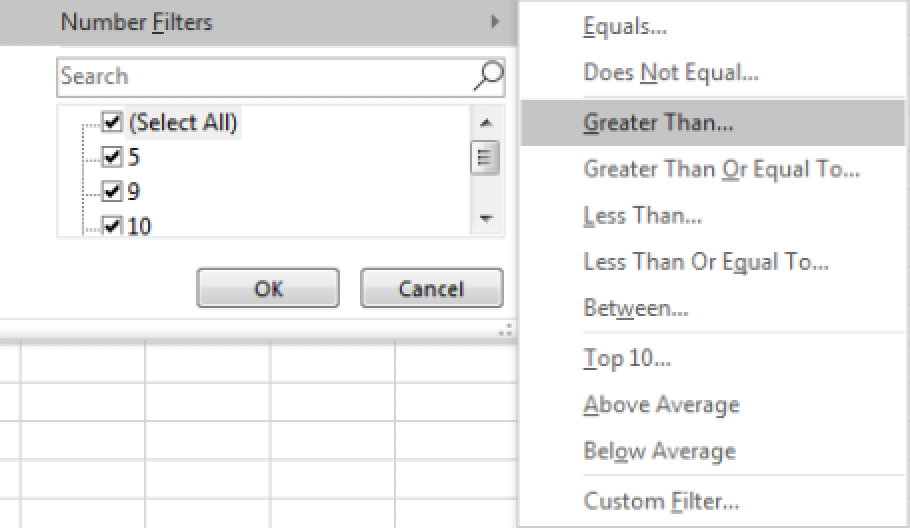 Number Filters
Search
(Select All)
5
9
10
OK
Cancel
Equals...
Does Not Equal...
Greater Than...
Greater Than Or Equal To...
Less Than...
Less Than Or Equal To...
Between...
Top 10...
Above Average
Below Average
Custom Filter...